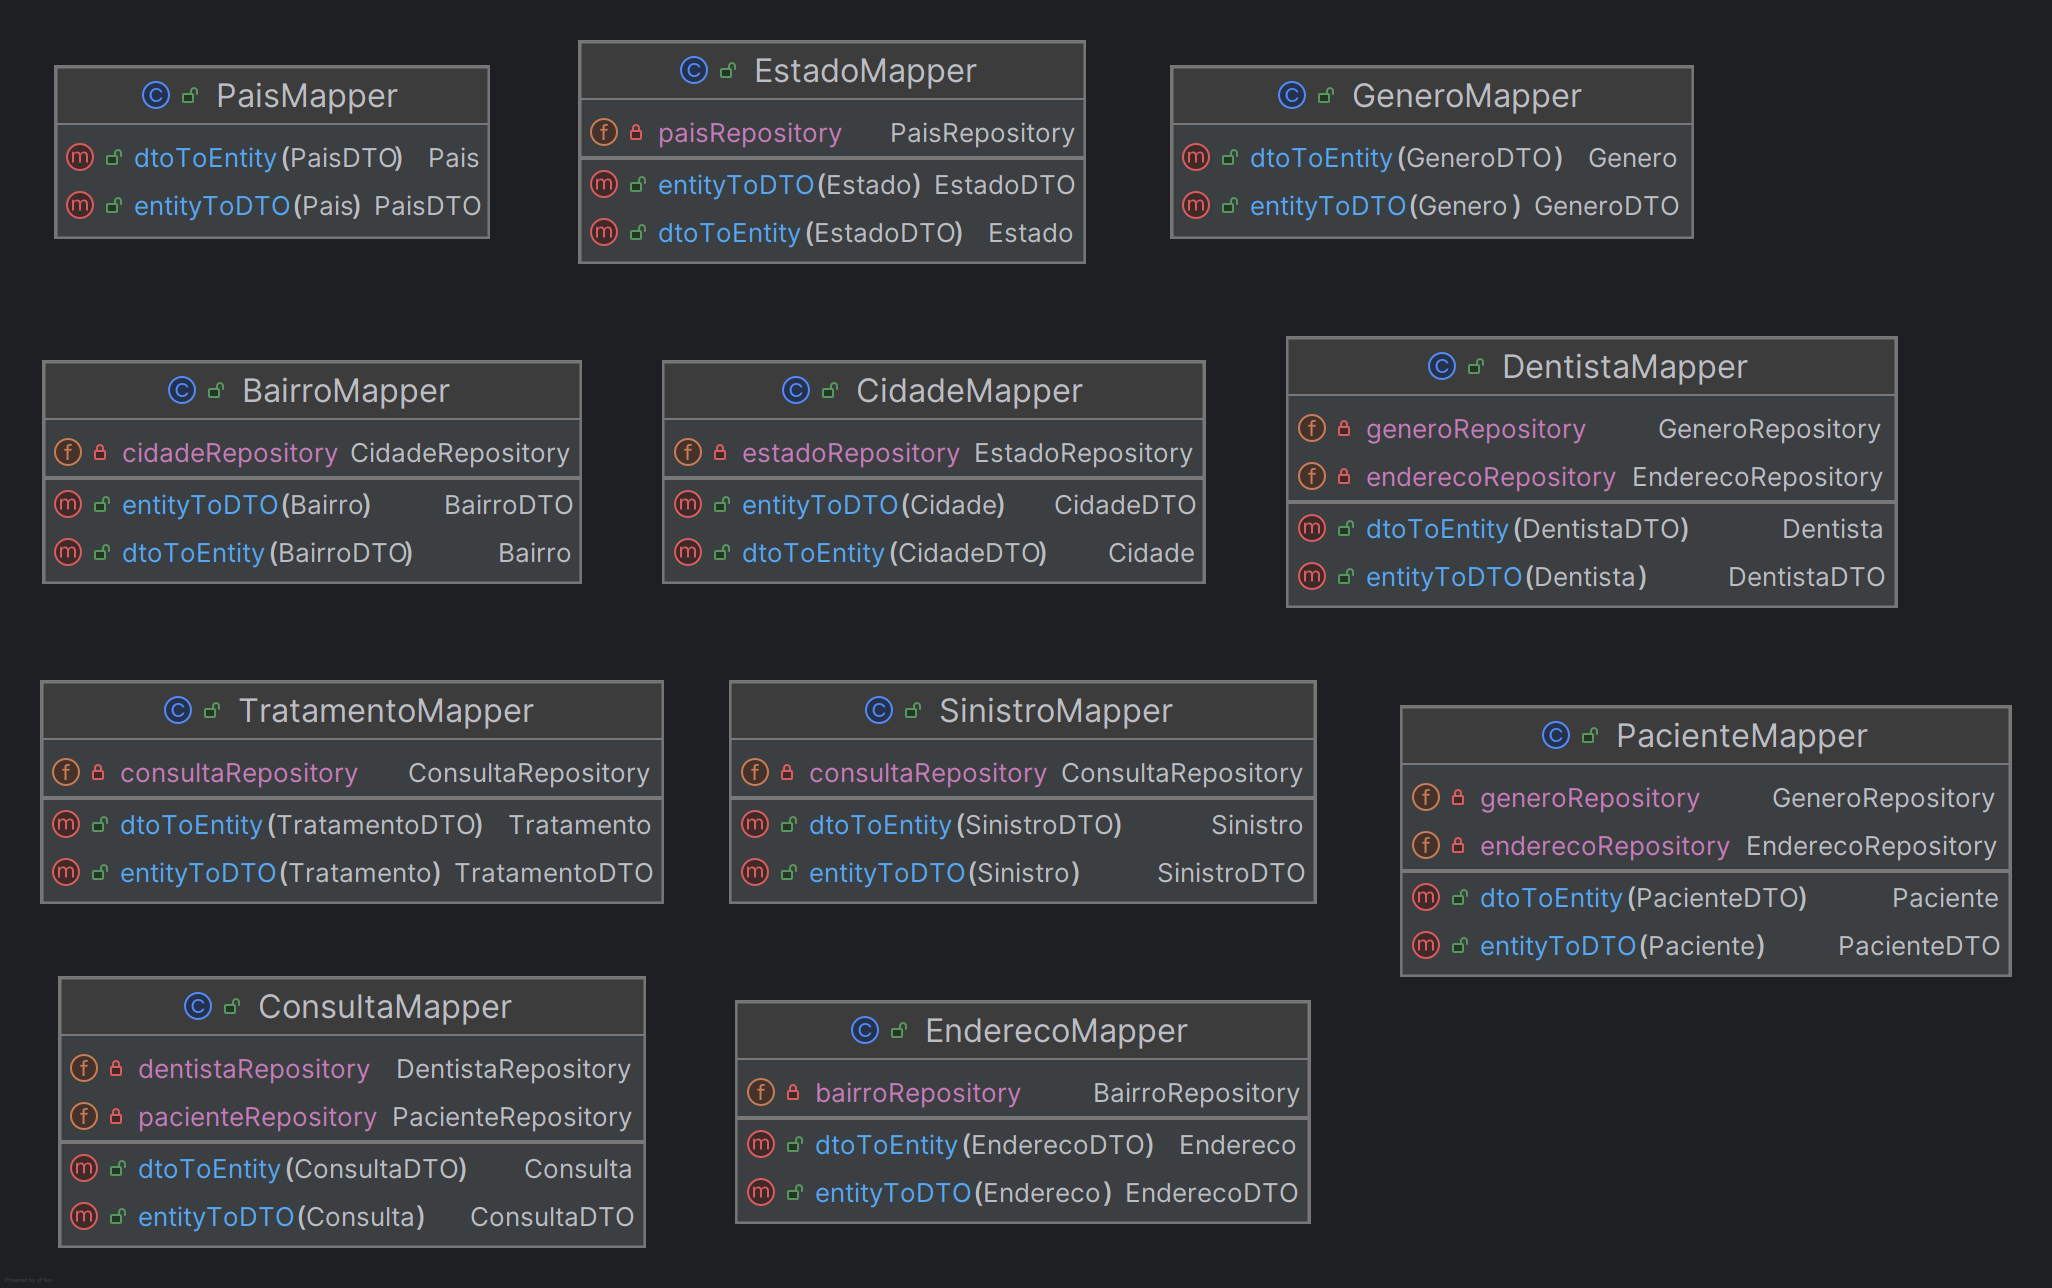 PaisMapper
dtoToEntity(PaisDTO) Pais
entityToDTO(Pais) PaisDTO
EstadoMapper
paisRepository PaisRepository
entityToDTO(Estado) EstadoDTO
dtoToEntity(EstadoDTO) Estado
GeneroMapper
dtoToEntity(GeneroDTO) Genero
entityToDTO(Genero) GeneroDTO
BairroMapper
cidadeRepository CidadeRepository
entityToDTO(Bairro) BairroDTO
dtoToEntity(BairroDTO) Bairro
CidadeMapper
estadoRepository EstadoRepository
entityToDTO(Cidade) CidadeDTO
dtoToEntity(CidadeDTO) Cidade
DentistaMapper
generoRepository GeneroRepository
enderecoRepository EnderecoRepository
dtoToEntity(DentistaDTO) Dentista
entityToDTO(Dentista) DentistaDTO
TratamentoMapper
consultaRepository ConsultaRepository
dtoToEntity(TratamentoDTO) Tratamento
entityToDTO(Tratamento) TratamentoDTO
SinistroMapper
consultaRepository ConsultaRepository
dtoToEntity(SinistroDTO) Sinistro
entityToDTO(Sinistro) SinistroDTO
PacienteMapper
generoRepository GeneroRepository
enderecoRepository EnderecoRepository
dtoToEntity(PacienteDTO) Paciente
entityToDTO(Paciente) PacienteDTO
ConsultaMapper
dentistaRepository DentistaRepository
pacienteRepository PacienteRepository
dtoToEntity(ConsultaDTO) Consulta
entityToDTO(Consulta) ConsultaDTO
EnderecoMapper
bairroRepository BairroRepository
dtoToEntity(EnderecoDTO) Endereco
entityToDTO(Endereco) EnderecoDTO
Powered by yFiles